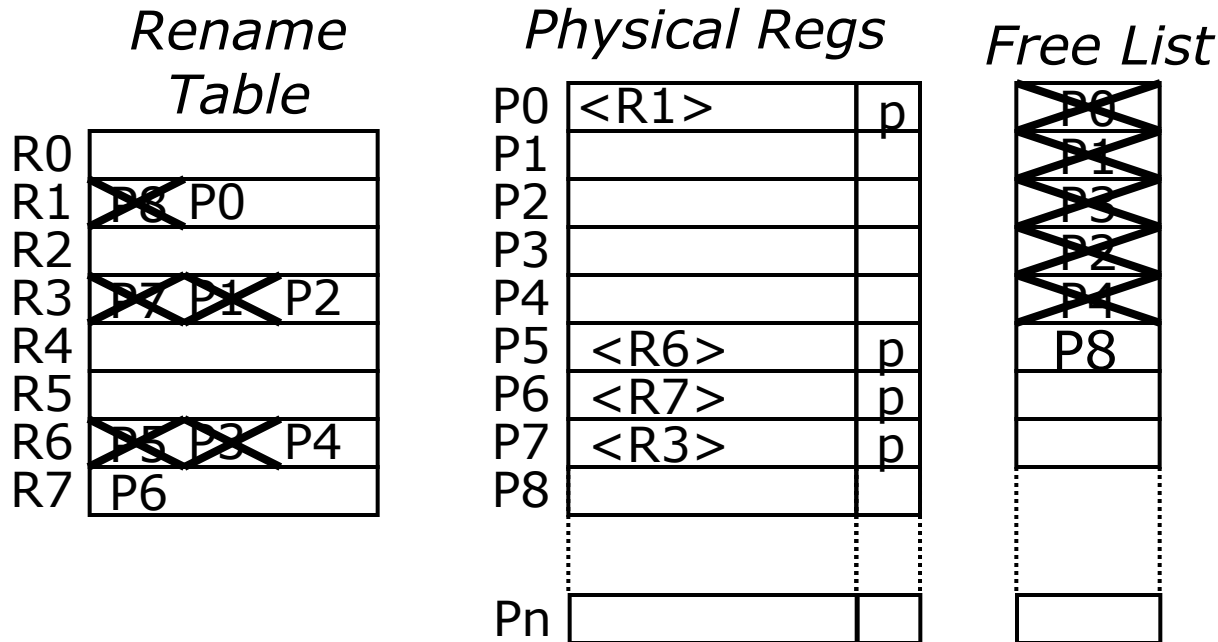 Rename
Table
R0
R1 P8 P0
R2
R3 P7 P1 P2
R4
R5
R6 P5 P3 P4
R7 P6
Physical Regs
P0 <R1> p
P1
P2
P3
P4
P5 <R6> p
P6 <R7> p
P7 <R3> p
P8
Pn
Free List
P0
P1
P3
P2
P4
P8